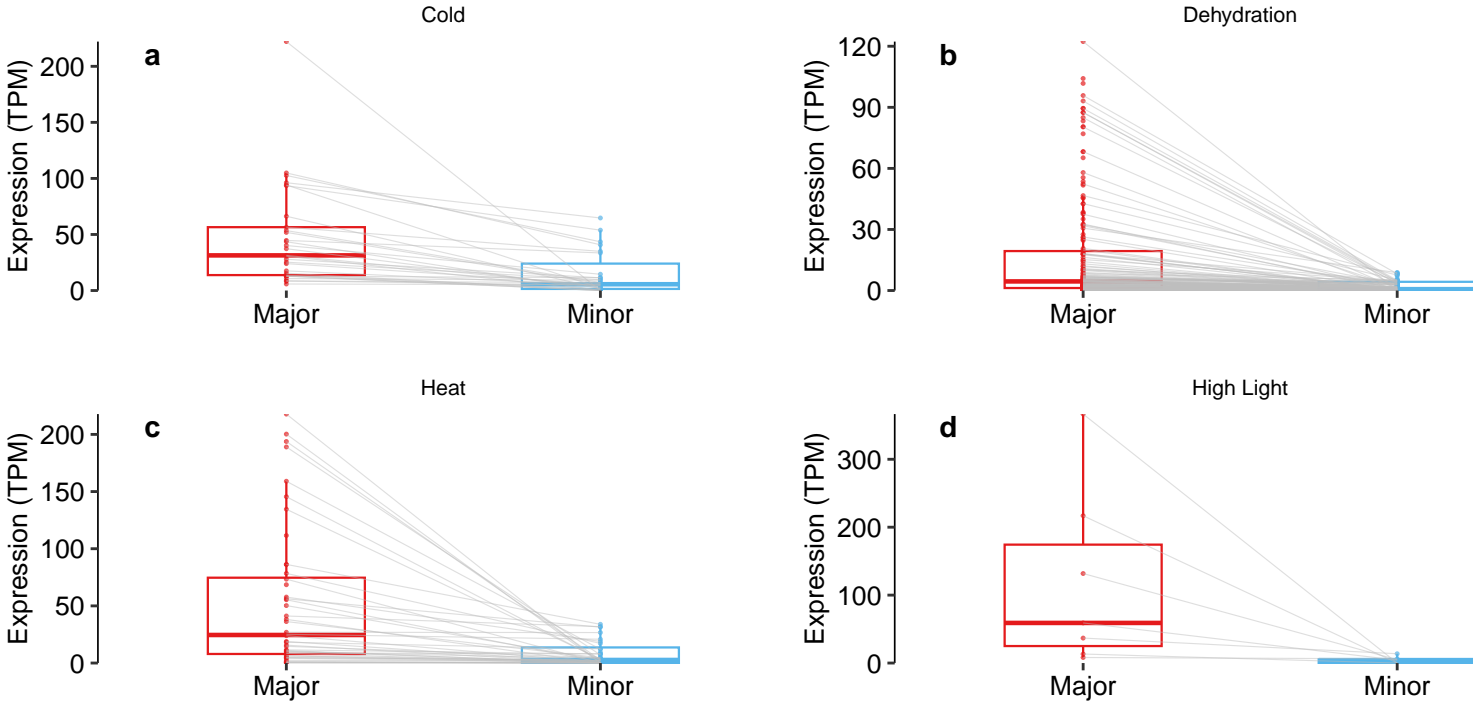 Cold
a
Expression (TPM)
200
150
100
50
0
Major Minor
Dehydration
b
Expression (TPM)
120
90
60
30
0
Major Minor
Heat
c
Expression (TPM)
200
150
100
50
0
Major Minor
High Light
d
Expression (TPM)
300
200
100
0
Major Minor